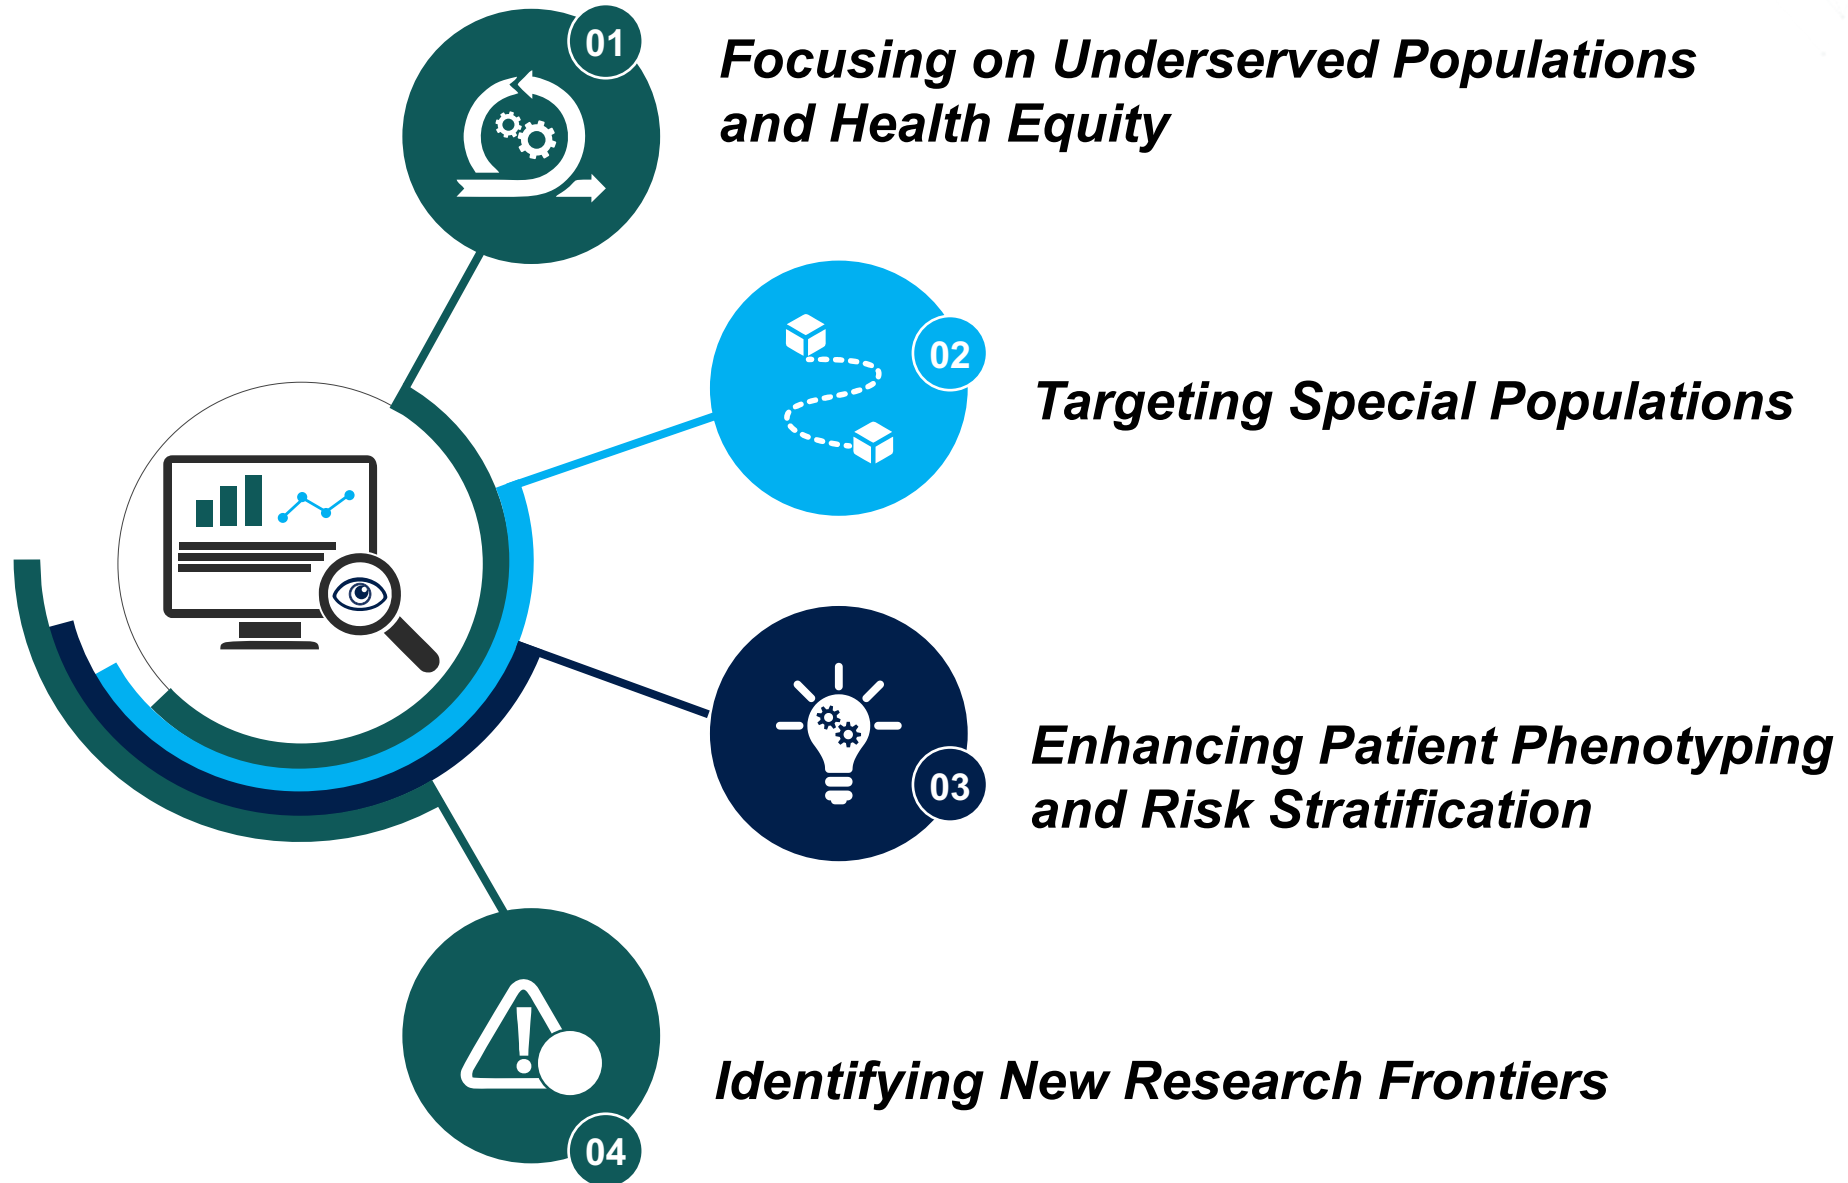 01
Focusing on Underserved Populations
and Health Equity
02
Targeting Special Populations
03
Enhancing Patient Phenotyping
and Risk Stratification
Identifying New Research Frontiers
04